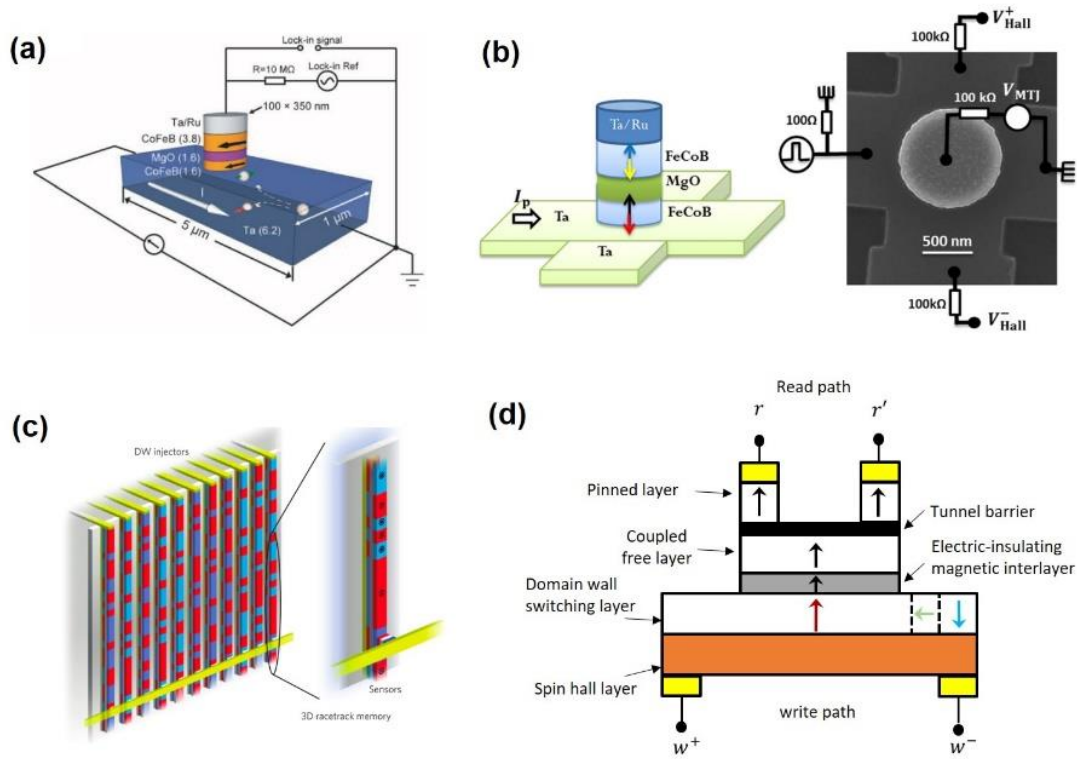 (a)
Lock-in signal
R=10 MΩ
Lock-in Ref
100 × 350 nm
Ta/Ru
CoFeB (3.8)
MgO (1.6)
CoFeB(1.6)
I
Ta (6.2)
5 μm
1 μm
(b)
Ta/Ru
FeCoB
MgO
FeCoB
I_p
Ta
Ta
100Ω
100kΩ
V⁺Hall
100 kΩ
V_MTJ
500 nm
100kΩ
V⁻Hall
(c)
DW injectors
Sensors
3D racetrack memory
(d)
Read path
r
r′
Pinned layer
Tunnel barrier
Coupled
free layer
Electric-insulating
magnetic interlayer
Domain wall
switching layer
Spin hall layer
write path
w⁺
w⁻